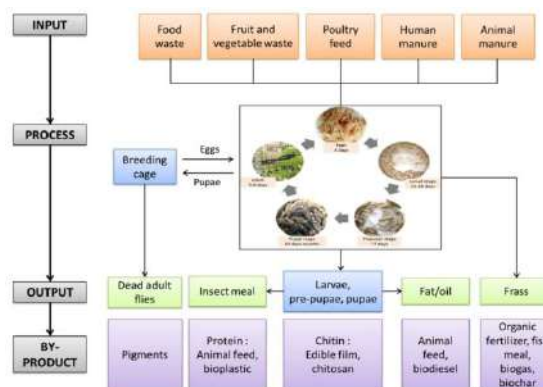 INPUT
Food
waste
Fruit and
vegetable waste
Poultry
feed
Human
manure
Animal
manure
PROCESS
Breeding
cage
Eggs
Pupae
OUTPUT
Dead adult
flies
Insect meal
Larvae,
pre-pupae, pupae
Fat/oil
Frass
BY-
PRODUCT
Pigments
Protein :
Animal feed,
bioplastic
Chitin :
Edible film,
chitosan
Animal
feed,
biodiesel
Organic
fertilizer, fis
meal,
biogas,
biochar